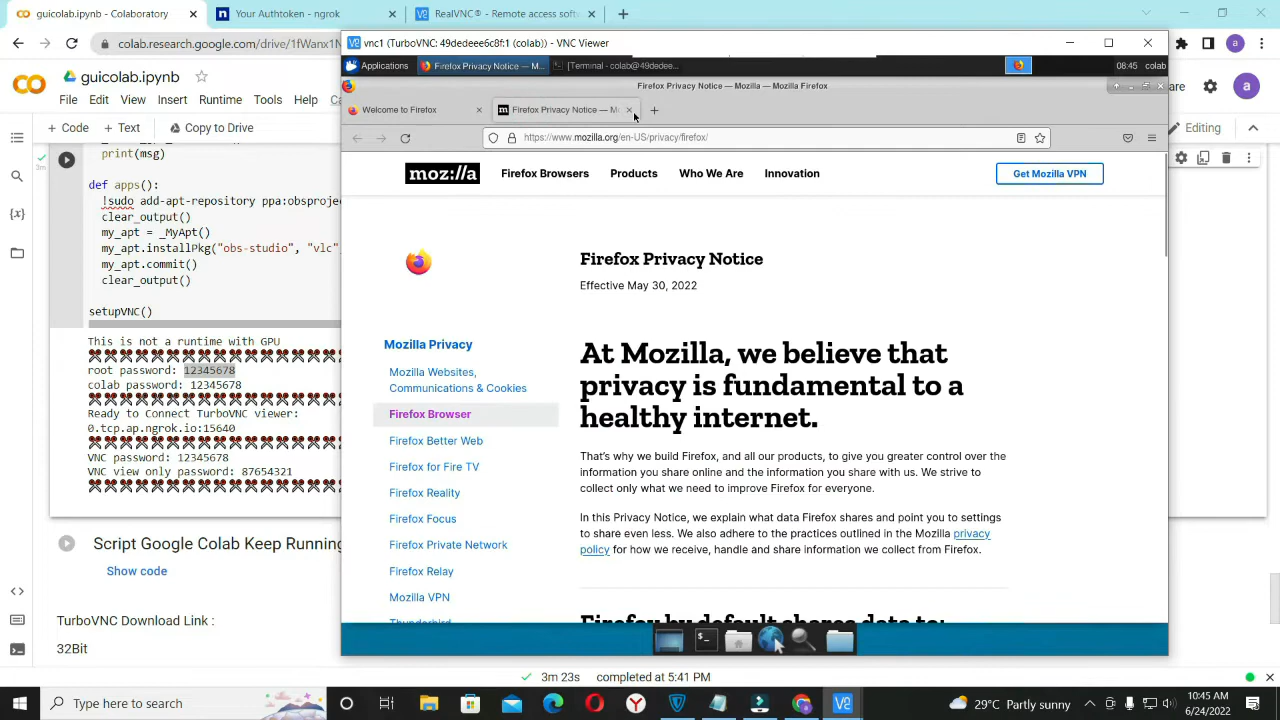 guicolab.ipynb - Colaboratory
Your Authtoken - ngrok
RealVNC® - Remote access soft
colab.research.google.com/drive/1fWanx1N
guicolab.ipynb
File Edit View Insert Runtime Tools
+ Code + Text Copy to Drive
Editing
print(msg)
def apps():
!sudo add-apt-repository ppa:obsproje
clear_output()
my_apt = _MyApt()
my_apt.installPkg("obs-studio", "vlc"
my_apt.commit()
clear_output()
setupVNC()
3m
This is not a runtime with GPU
root password: 12345678
colab password: 12345678
Ready to Connect TurboVNC viewer:
0.tcp.ap.ngrok.io:15640
VNC password: 12345678
VNC view only password: 87654321
Script Google Colab Keep Running
Show code
TurboVNC Download Link :
32Bit
3m 23s completed at 5:41 PM
vnc1 (TurboVNC: 49dedeee6c8f:1 (colab)) - VNC Viewer
Applications
Firefox Privacy Notice — M...
[Terminal - colab@49dedee...
08:45 colab
Firefox Privacy Notice — Mozilla — Mozilla Firefox
Welcome to Firefox
Firefox Privacy Notice — M
https://www.mozilla.org/en-US/privacy/firefox/
moz://a
Firefox Browsers Products Who We Are Innovation
Get Mozilla VPN
Firefox Privacy Notice
Effective May 30, 2022
Mozilla Privacy
Mozilla Websites,
Communications & Cookies
Firefox Browser
Firefox Better Web
Firefox for Fire TV
Firefox Reality
Firefox Focus
Firefox Private Network
Firefox Relay
Mozilla VPN
Thunderbird
At Mozilla, we believe that
privacy is fundamental to a
healthy internet.
That's why we build Firefox, and all our products, to give you greater control over the
information you share online and the information you share with us. We strive to
collect only what we need to improve Firefox for everyone.
In this Privacy Notice, we explain what data Firefox shares and point you to settings
to share even less. We also adhere to the practices outlined in the Mozilla privacy
policy for how we receive, handle and share information we collect from Firefox.
Firefox by default shares data to:
are
a
a
Type here to search
29°C Partly sunny
10:45 AM
6/24/2022